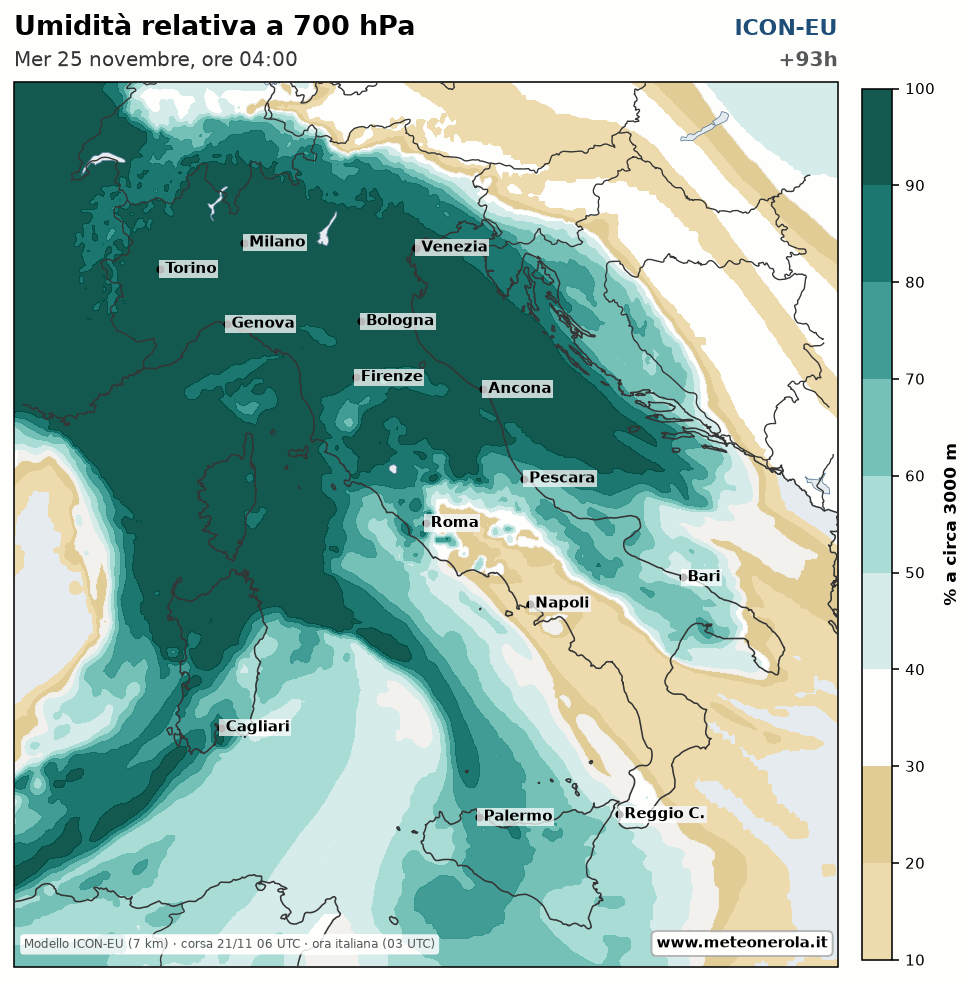 Umidità relativa a 700 hPa
ICON-EU
Mer 25 novembre, ore 04:00
+93h
Milano
Venezia
Torino
Genova
Bologna
Firenze
Ancona
Pescara
Roma
Bari
Napoli
Cagliari
Palermo
Reggio C.
Modello ICON-EU (7 km) · corsa 21/11 06 UTC · ora italiana (03 UTC)
www.meteonerola.it
100
90
80
70
60
50
40
30
20
10
% a circa 3000 m